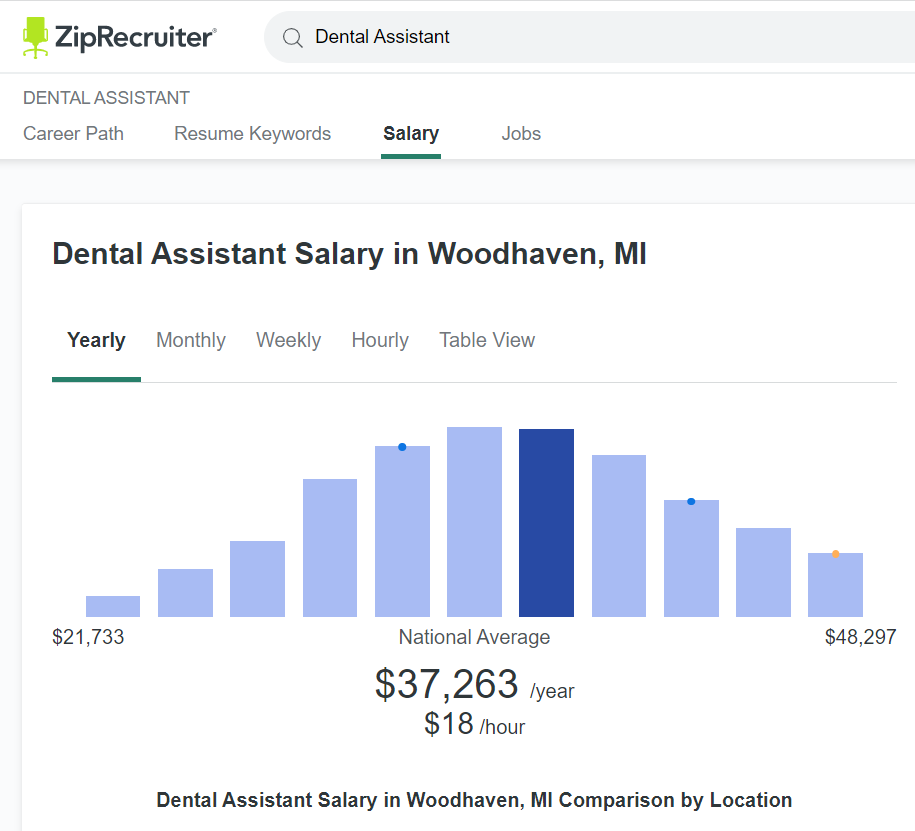 ZipRecruiter®
Dental Assistant
DENTAL ASSISTANT
Career Path Resume Keywords Salary Jobs
Dental Assistant Salary in Woodhaven, MI
Yearly Monthly Weekly Hourly Table View
$21,733 National Average $48,297
$37,263 /year
$18 /hour
Dental Assistant Salary in Woodhaven, MI Comparison by Location